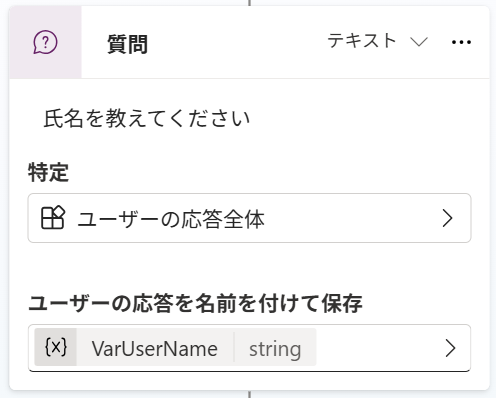 質問 テキスト
氏名を教えてください
特定
ユーザーの応答全体
ユーザーの応答を名前を付けて保存
{x} VarUserName string